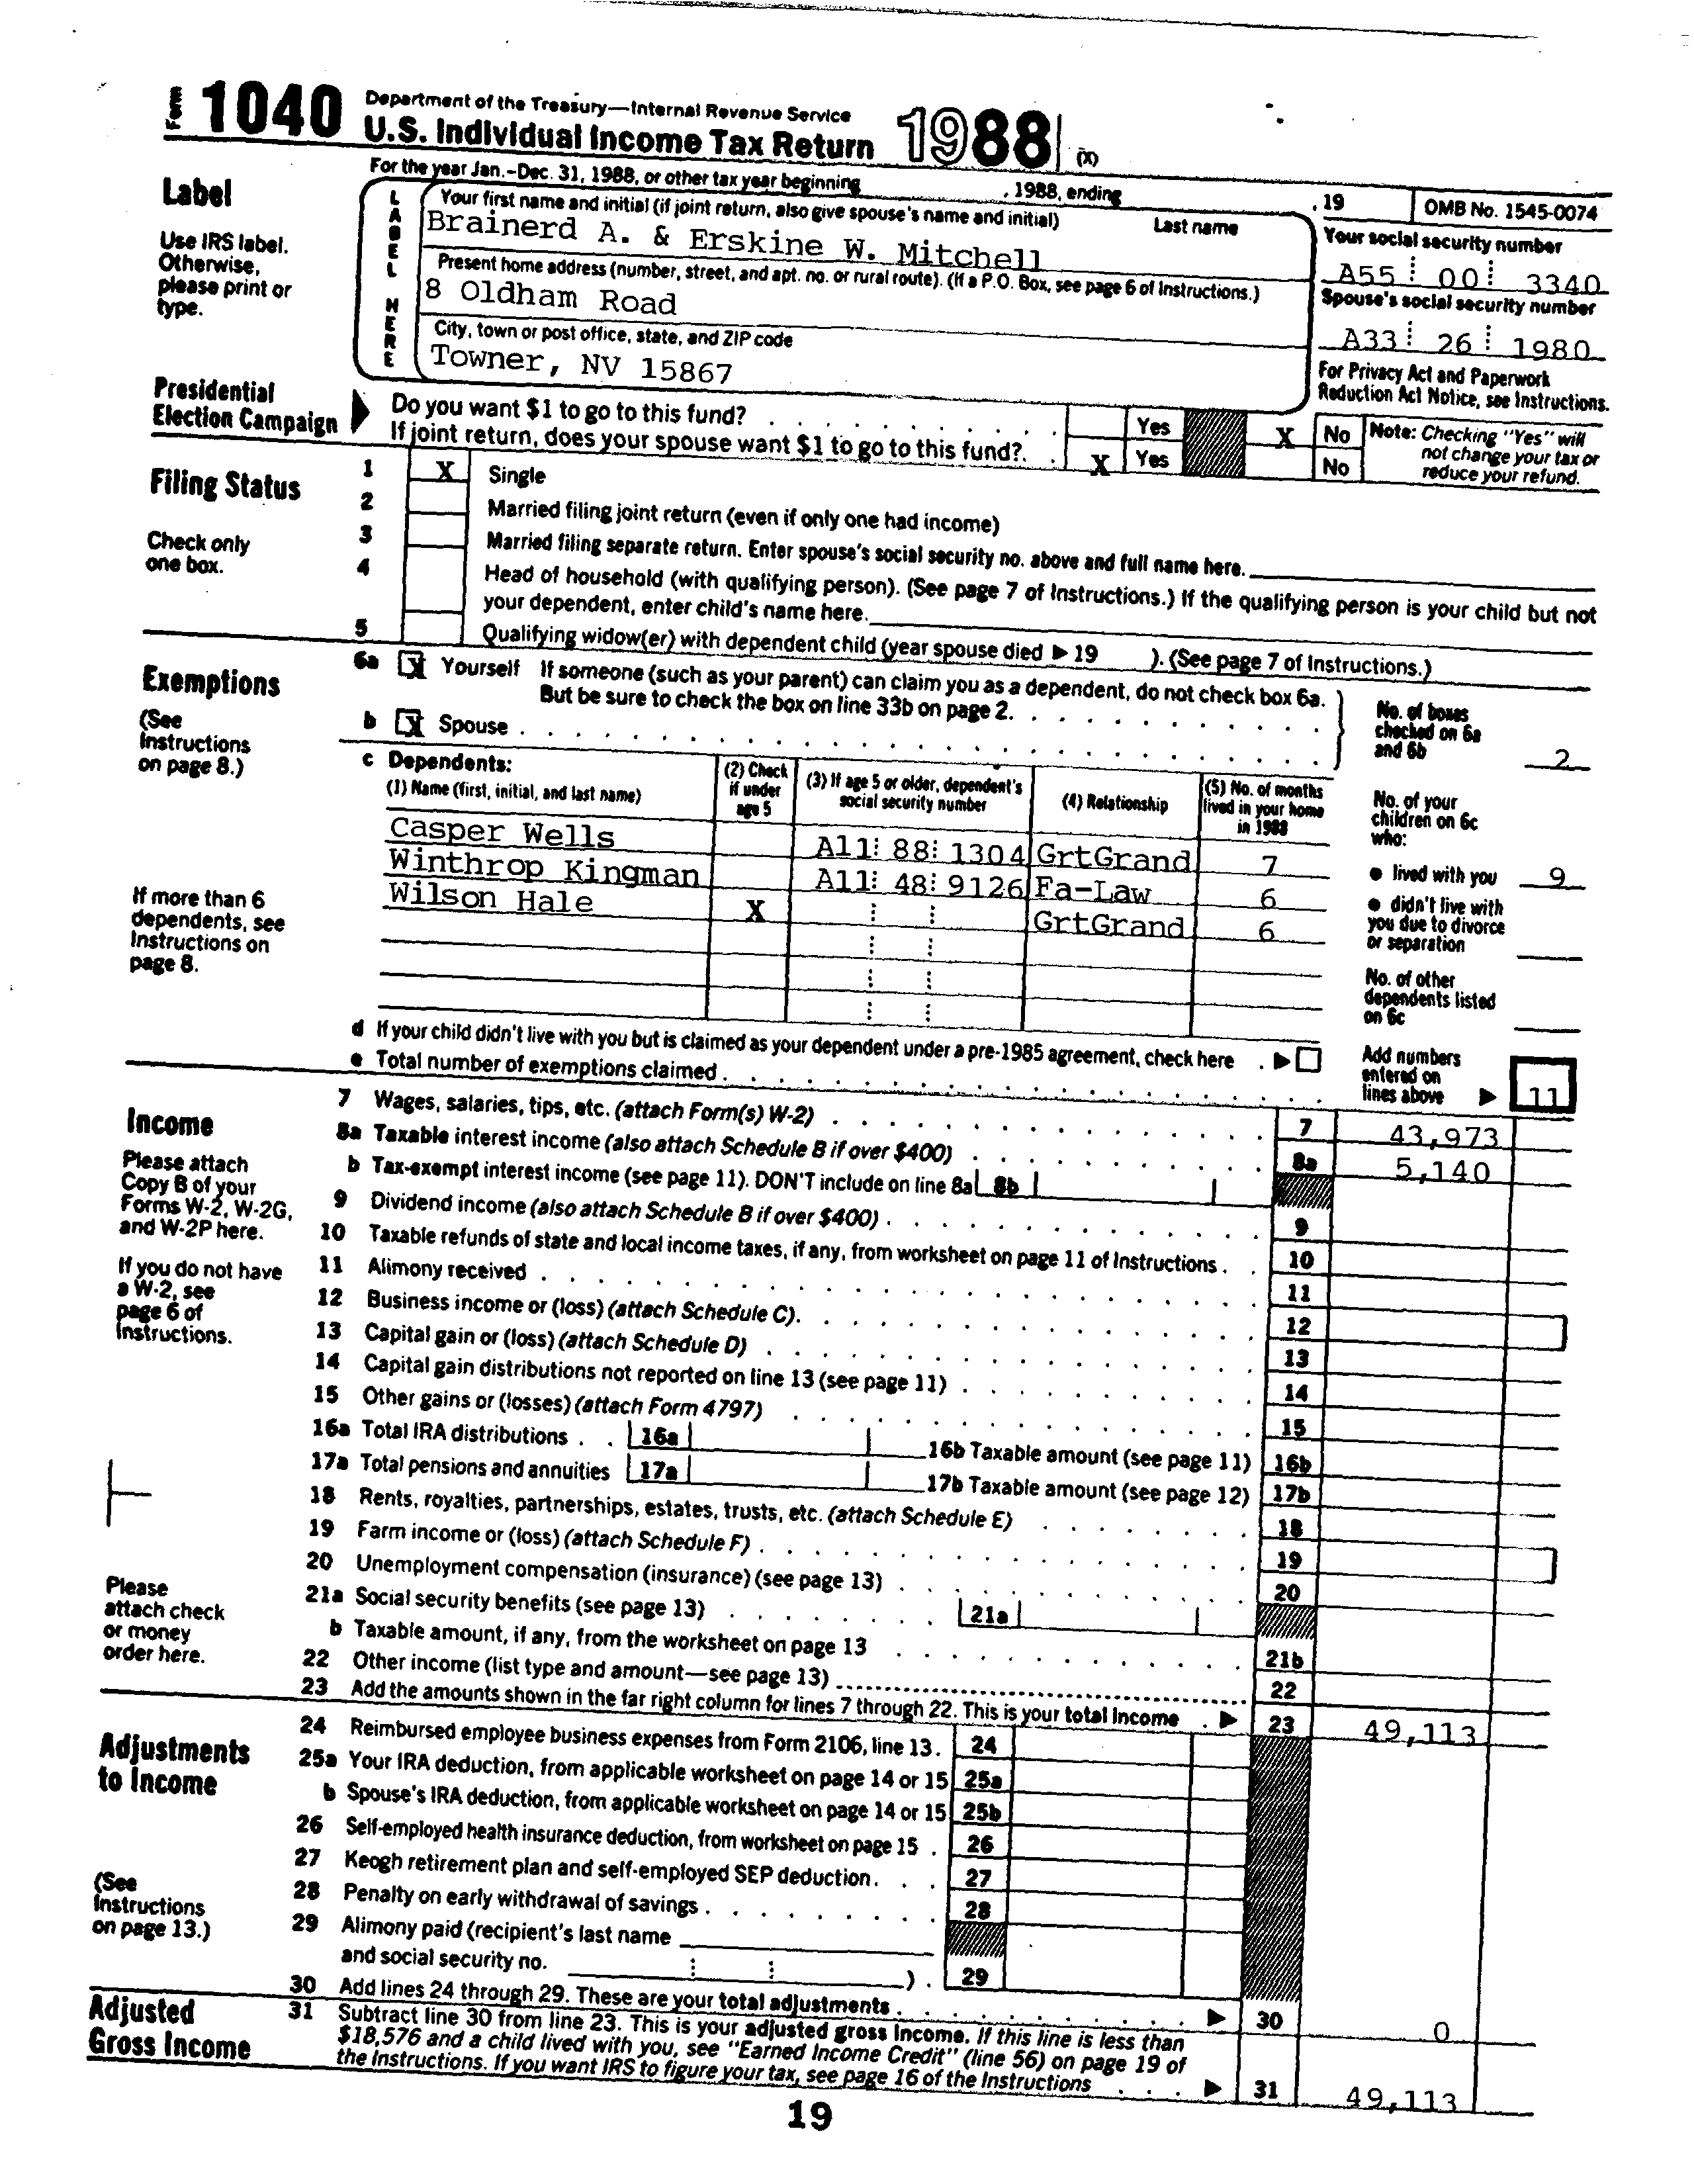 Form 1040 Department of the Treasury—Internal Revenue Service
U.S. Individual Income Tax Return 1988 (X)
For the year Jan.-Dec. 31, 1988, or other tax year beginning , 1988, ending , 19 OMB No. 1545-0074
Label
Use IRS label. Otherwise, please print or type.
LABEL HERE
Your first name and initial (if joint return, also give spouse's name and initial) Last name
Brainerd A. & Erskine W. Mitchell
Your social security number
A55 00 3340
Present home address (number, street, and apt. no. or rural route). (If a P.O. Box, see page 6 of Instructions.)
8 Oldham Road
Spouse's social security number
A33 26 1980
City, town or post office, state, and ZIP code
Towner, NV 15867
For Privacy Act and Paperwork Reduction Act Notice, see Instructions.
Presidential Election Campaign
Do you want $1 to go to this fund? Yes X No
If joint return, does your spouse want $1 to go to this fund? X Yes No
Note: Checking "Yes" will not change your tax or reduce your refund.
Filing Status
Check only one box.
1 X Single
2 Married filing joint return (even if only one had income)
3 Married filing separate return. Enter spouse's social security no. above and full name here.
4 Head of household (with qualifying person). (See page 7 of Instructions.) If the qualifying person is your child but not
your dependent, enter child's name here.
5 Qualifying widow(er) with dependent child (year spouse died ▶ 19 ). (See page 7 of Instructions.)
Exemptions
(See Instructions on page 8.)
6a X Yourself If someone (such as your parent) can claim you as a dependent, do not check box 6a.
But be sure to check the box on line 33b on page 2.
b X Spouse
No. of boxes checked on 6a and 6b 2
c Dependents:
(1) Name (first, initial, and last name) (2) Check if under age 5 (3) If age 5 or older, dependent's social security number (4) Relationship (5) No. of months lived in your home in 1988
Casper Wells A11 88 1304 GrtGrand 7
Winthrop Kingman A11 48 9126 Fa-Law 6
Wilson Hale X GrtGrand 6
No. of your children on 6c who:
• lived with you 9
• didn't live with you due to divorce or separation
No. of other dependents listed on 6c
If more than 6 dependents, see Instructions on page 8.
d If your child didn't live with you but is claimed as your dependent under a pre-1985 agreement, check here ▶
e Total number of exemptions claimed
Add numbers entered on lines above ▶ 11
Income
Please attach Copy B of your Forms W-2, W-2G, and W-2P here.
If you do not have a W-2, see page 6 of Instructions.
Please attach check or money order here.
7 Wages, salaries, tips, etc. (attach Form(s) W-2) 7 43,973
8a Taxable interest income (also attach Schedule B if over $400) 8a 5,140
b Tax-exempt interest income (see page 11). DON'T include on line 8a 8b
9 Dividend income (also attach Schedule B if over $400) 9
10 Taxable refunds of state and local income taxes, if any, from worksheet on page 11 of Instructions 10
11 Alimony received 11
12 Business income or (loss) (attach Schedule C) 12
13 Capital gain or (loss) (attach Schedule D) 13
14 Capital gain distributions not reported on line 13 (see page 11) 14
15 Other gains or (losses) (attach Form 4797) 15
16a Total IRA distributions 16a 16b Taxable amount (see page 11) 16b
17a Total pensions and annuities 17a 17b Taxable amount (see page 12) 17b
18 Rents, royalties, partnerships, estates, trusts, etc. (attach Schedule E) 18
19 Farm income or (loss) (attach Schedule F) 19
20 Unemployment compensation (insurance) (see page 13) 20
21a Social security benefits (see page 13) 21a
b Taxable amount, if any, from the worksheet on page 13 21b
22 Other income (list type and amount—see page 13) 22
23 Add the amounts shown in the far right column for lines 7 through 22. This is your total income ▶ 23 49,113
Adjustments to Income
(See Instructions on page 13.)
24 Reimbursed employee business expenses from Form 2106, line 13. 24
25a Your IRA deduction, from applicable worksheet on page 14 or 15 25a
b Spouse's IRA deduction, from applicable worksheet on page 14 or 15 25b
26 Self-employed health insurance deduction, from worksheet on page 15 26
27 Keogh retirement plan and self-employed SEP deduction 27
28 Penalty on early withdrawal of savings 28
29 Alimony paid (recipient's last name
and social security no. ) 29
30 Add lines 24 through 29. These are your total adjustments ▶ 30 0
Adjusted Gross Income
31 Subtract line 30 from line 23. This is your adjusted gross income. If this line is less than
$18,576 and a child lived with you, see "Earned Income Credit" (line 56) on page 19 of
the Instructions. If you want IRS to figure your tax, see page 16 of the Instructions ▶ 31 49,113
19